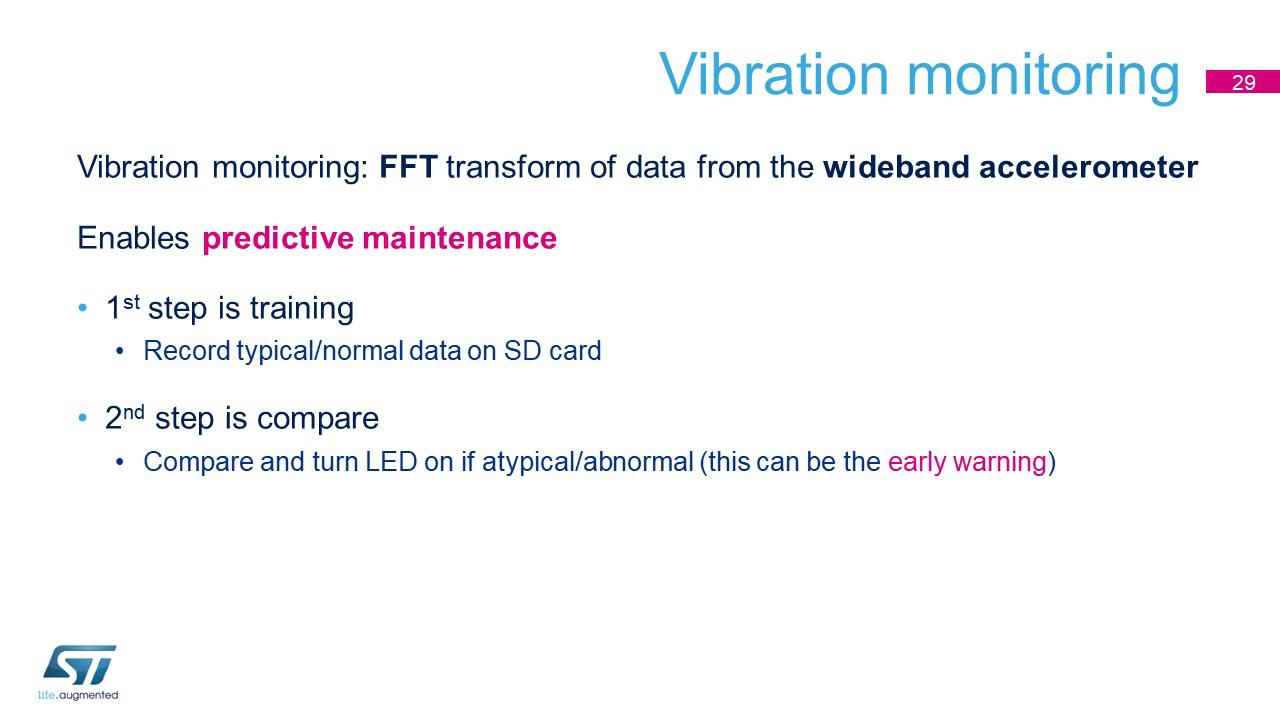 Vibration monitoring
29
Vibration monitoring: FFT transform of data from the wideband accelerometer
Enables predictive maintenance
• 1st step is training
• Record typical/normal data on SD card
• 2nd step is compare
• Compare and turn LED on if atypical/abnormal (this can be the early warning)
ST
life.augmented